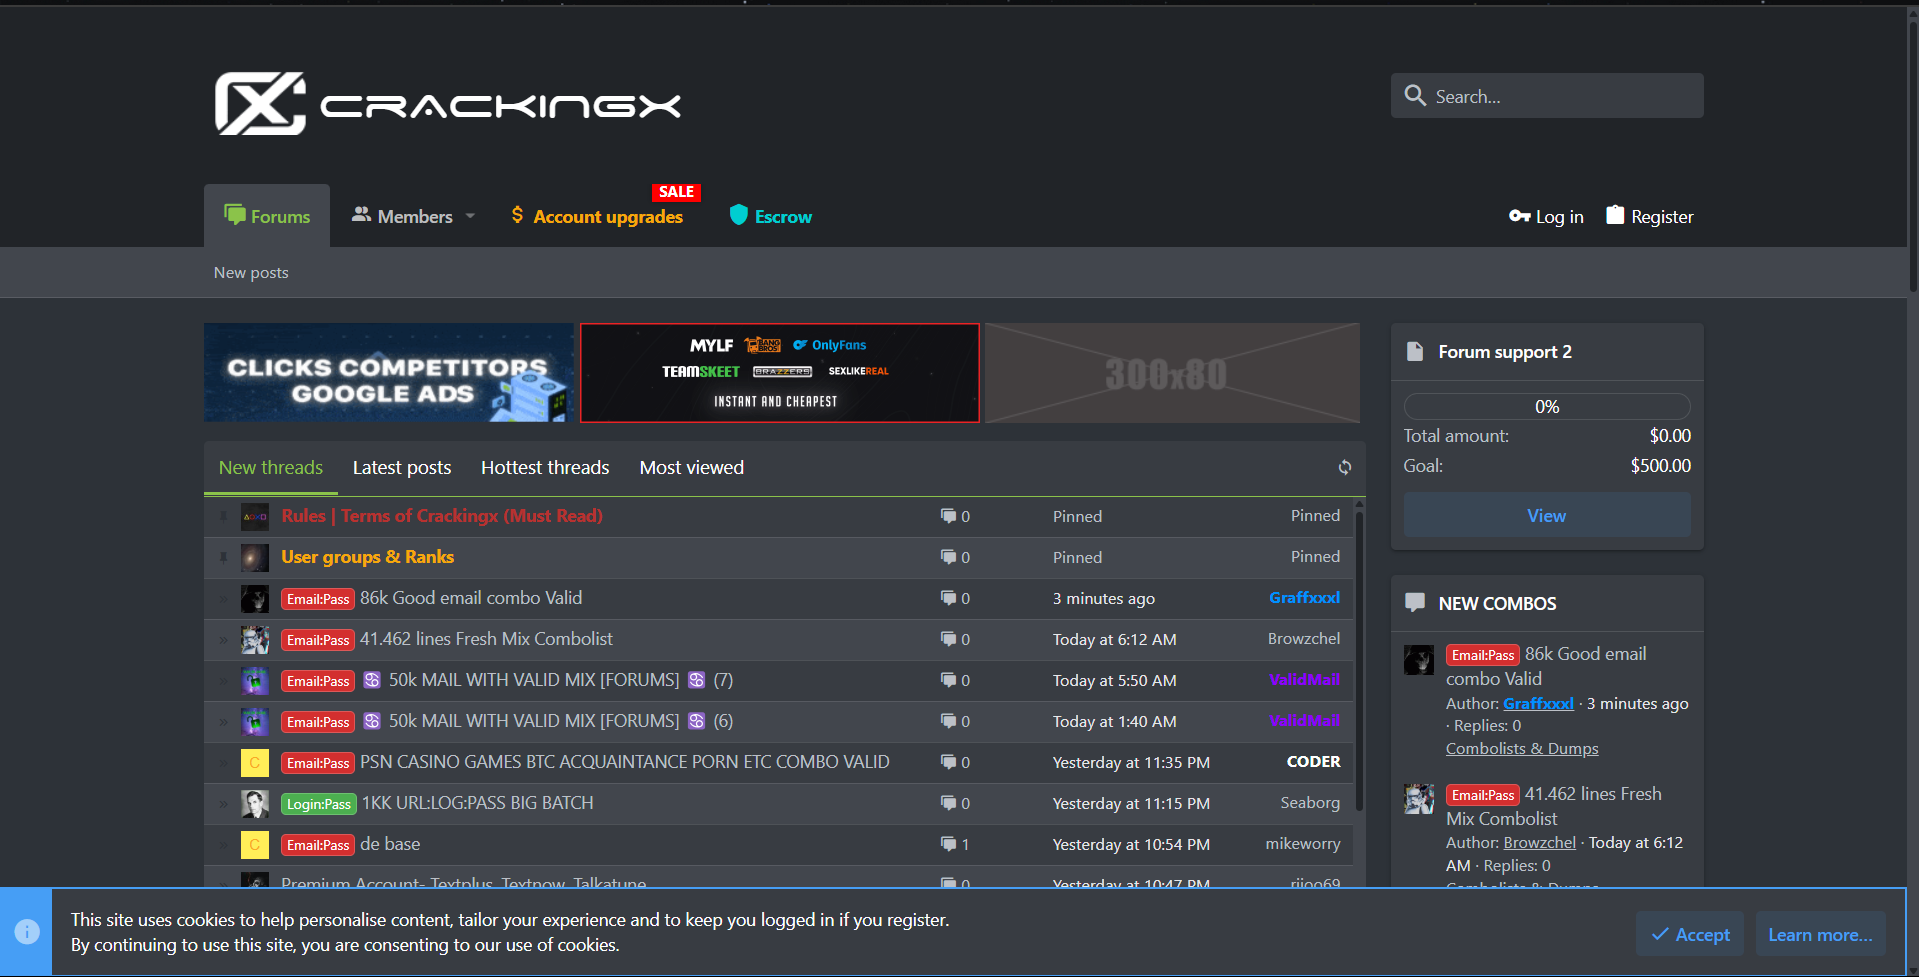 CRACKINGX
Search...
Forums
Members
$ Account upgrades
SALE
Escrow
Log in
Register
New posts
CLICKS COMPETITORS
GOOGLE ADS
MYLF BANG BROS OnlyFans
TEAMSKEET BRAZZERS SEXLIKEREAL
INSTANT AND CHEAPEST
300x80
New threads Latest posts Hottest threads Most viewed
Rules | Terms of Crackingx (Must Read) 0 Pinned Pinned
User groups & Ranks 0 Pinned Pinned
Email:Pass 86k Good email combo Valid 0 3 minutes ago Graffxxxl
Email:Pass 41.462 lines Fresh Mix Combolist 0 Today at 6:12 AM Browzchel
Email:Pass ♋ 50k MAIL WITH VALID MIX [FORUMS] ♋ (7) 0 Today at 5:50 AM ValidMail
Email:Pass ♋ 50k MAIL WITH VALID MIX [FORUMS] ♋ (6) 0 Today at 1:40 AM ValidMail
C Email:Pass PSN CASINO GAMES BTC ACQUAINTANCE PORN ETC COMBO VALID 0 Yesterday at 11:35 PM CODER
Login:Pass 1KK URL:LOG:PASS BIG BATCH 0 Yesterday at 11:15 PM Seaborg
C Email:Pass de base 1 Yesterday at 10:54 PM mikeworry
Premium Account- Textplus, Textnow, Talkatune 0 Yesterday at 10:47 PM
Forum support 2
0%
Total amount: $0.00
Goal: $500.00
View
NEW COMBOS
Email:Pass 86k Good email
combo Valid
Author: Graffxxxl · 3 minutes ago
· Replies: 0
Combolists & Dumps
Email:Pass 41.462 lines Fresh
Mix Combolist
Author: Browzchel · Today at 6:12
AM · Replies: 0
Combolists & Dumps
This site uses cookies to help personalise content, tailor your experience and to keep you logged in if you register.
By continuing to use this site, you are consenting to our use of cookies.
Accept
Learn more…